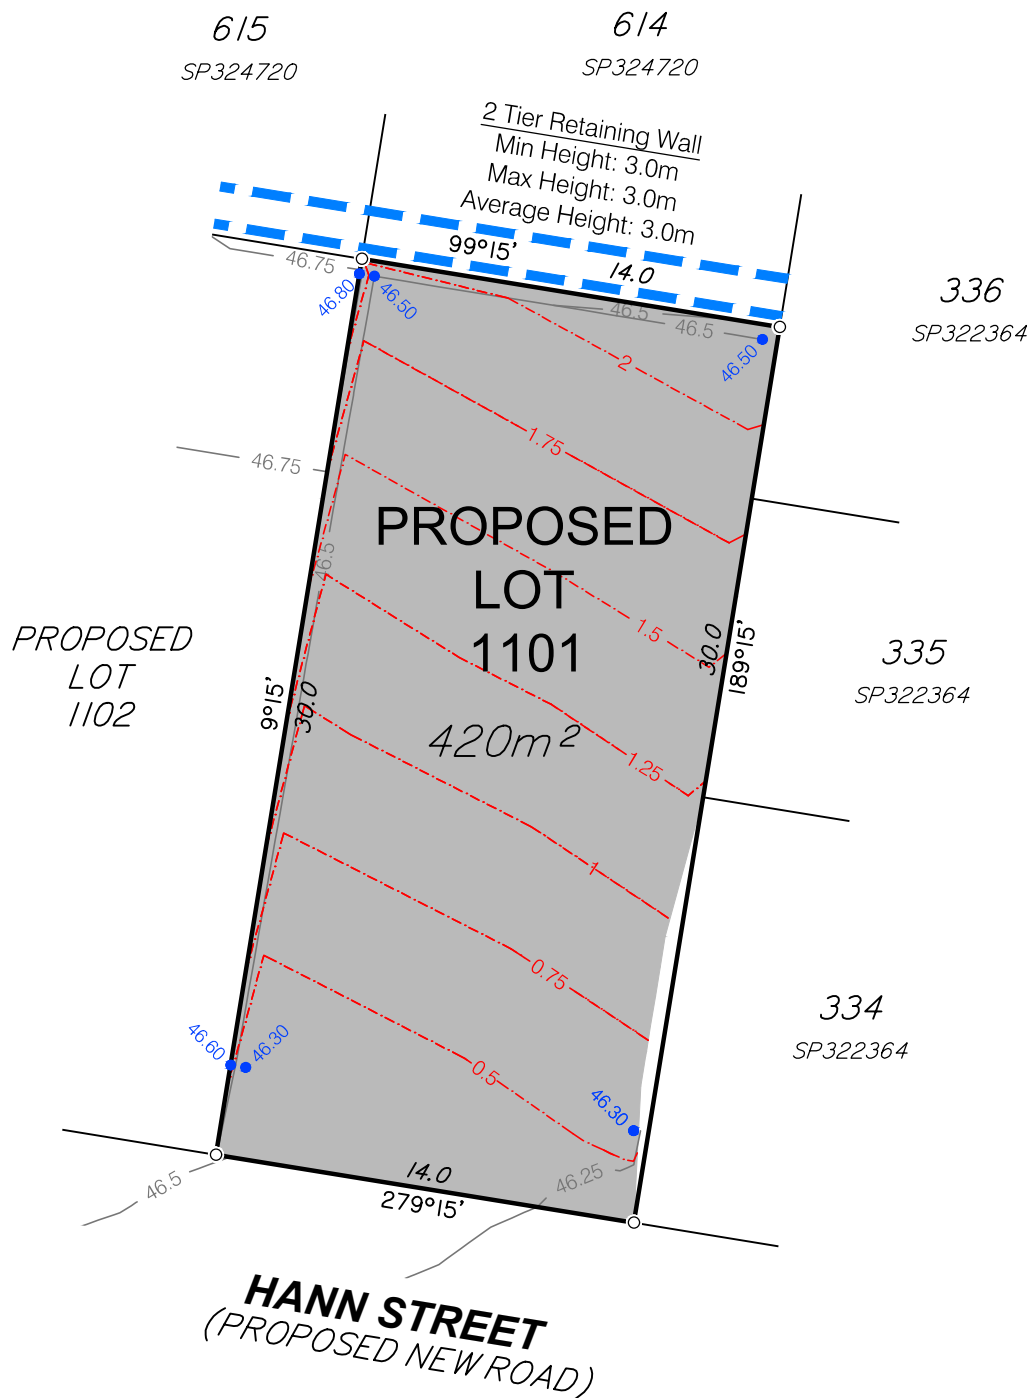 615
SP324720
614
SP324720
2 Tier Retaining Wall
Min Height: 3.0m
Max Height: 3.0m
Average Height: 3.0m
99°15'
14.0
46.75
46.80
46.50
46.5
46.5
46.50
336
SP322364
2
1.75
46.75
46.5
PROPOSED
LOT
1101
420m²
1.5
30.0
189°15'
335
SP322364
PROPOSED
LOT
1102
9°15'
30.0
1.25
1
0.75
334
SP322364
46.60
46.30
0.5
46.30
46.5
14.0
279°15'
46.25
HANN STREET
(PROPOSED NEW ROAD)